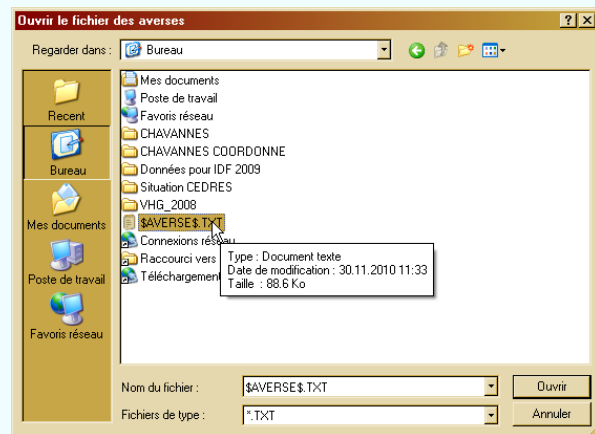 Ouvrir le fichier des averses
Regarder dans :
Bureau
Recent
Bureau
Mes documents
Poste de travail
Favoris réseau
Mes documents
Poste de travail
Favoris réseau
CHAVANNES
CHAVANNES COORDONNE
Données pour IDF 2009
Situation CEDRES
VHG_2008
$AVERSE$.TXT
Connexions réseau
Raccourci vers
Téléchargement
Type : Document texte
Date de modification : 30.11.2010 11:33
Taille : 88.6 Ko
Nom du fichier :
$AVERSE$.TXT
Ouvrir
Fichiers de type :
*.TXT
Annuler